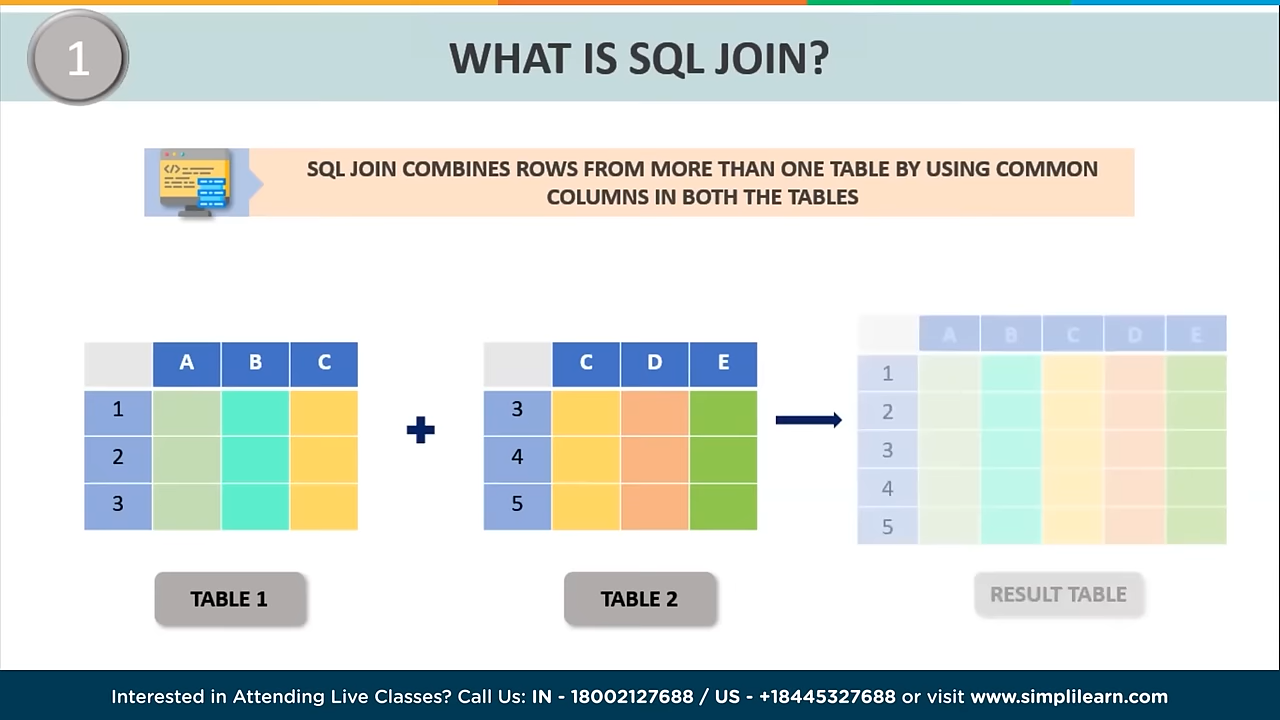 1
WHAT IS SQL JOIN?
</>
SQL JOIN COMBINES ROWS FROM MORE THAN ONE TABLE BY USING COMMON
COLUMNS IN BOTH THE TABLES
A B C
1
2
3
TABLE 1
C D E
3
4
5
TABLE 2
A B C D E
1
2
3
4
5
RESULT TABLE
Interested in Attending Live Classes? Call Us: IN - 18002127688 / US - +18445327688 or visit www.simplilearn.com